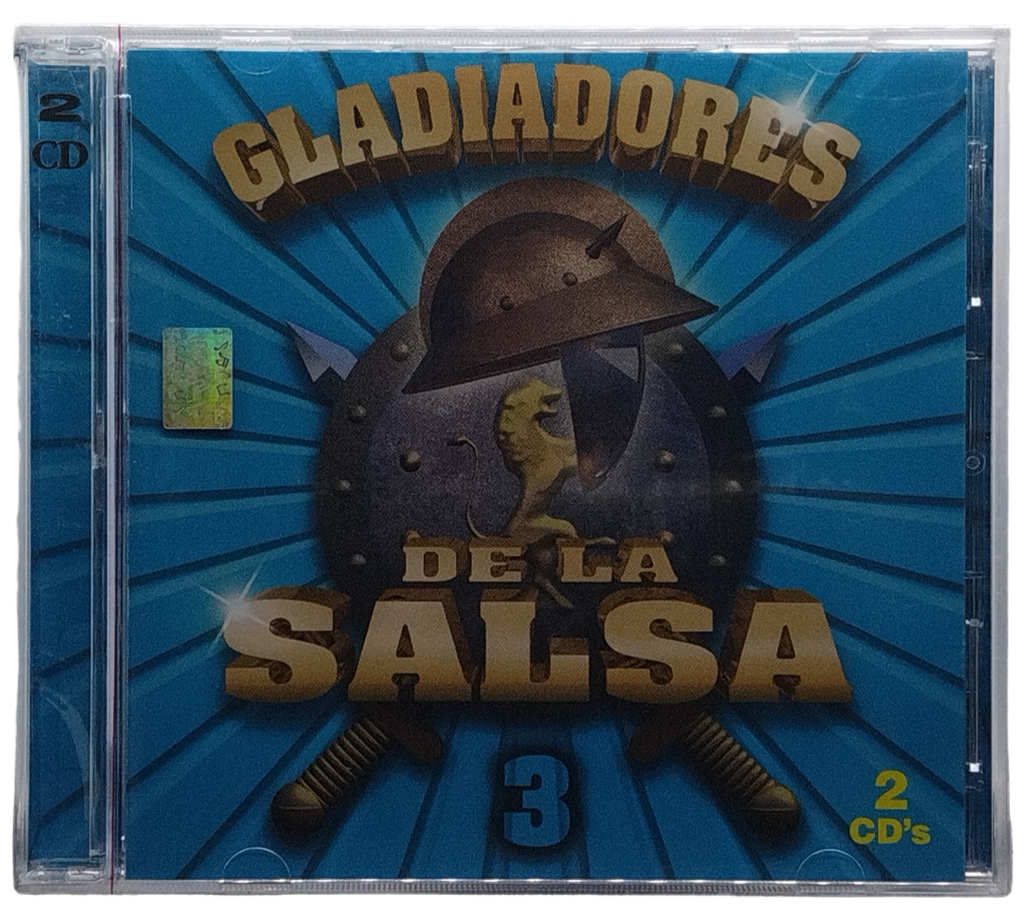 2
CD
GLADIADORES
DE LA
SALSA
3
2
CD's